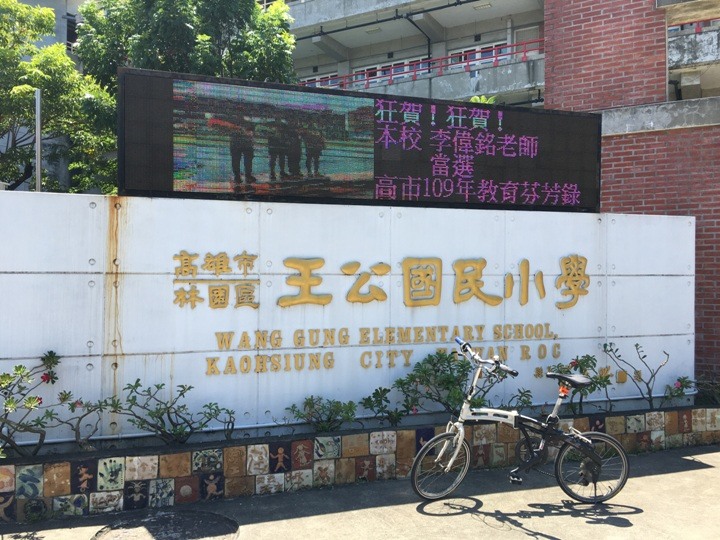 狂賀！狂賀！
本校 李偉銘老師
當選
高市109年教育芬芳錄
高雄市
林園區
王公國民小學
WANG GUNG ELEMENTARY SCHOOL,
KAOHSIUNG CITY ROC